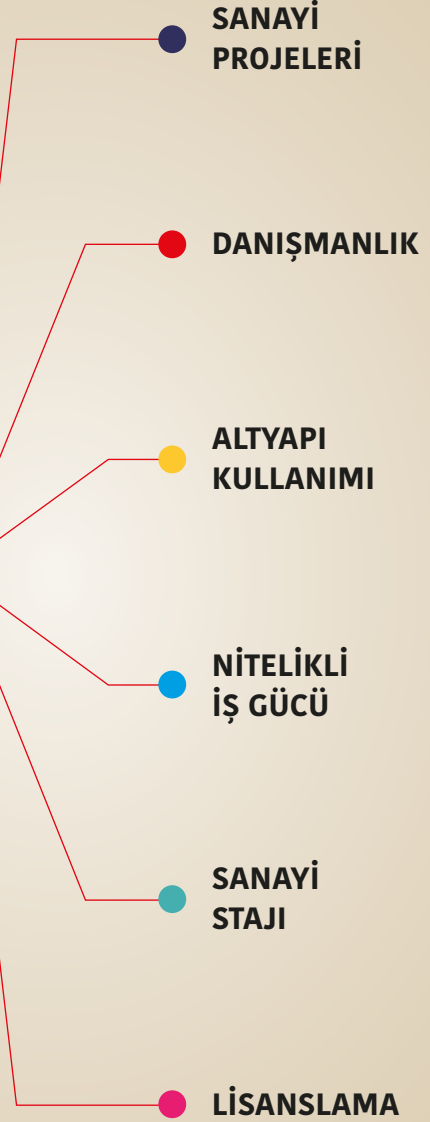 SANAYİ
PROJELERİ
DANIŞMANLIK
ALTYAPI
KULLANIMI
NİTELİKLİ
İŞ GÜCÜ
SANAYİ
STAJI
LİSANSLAMA